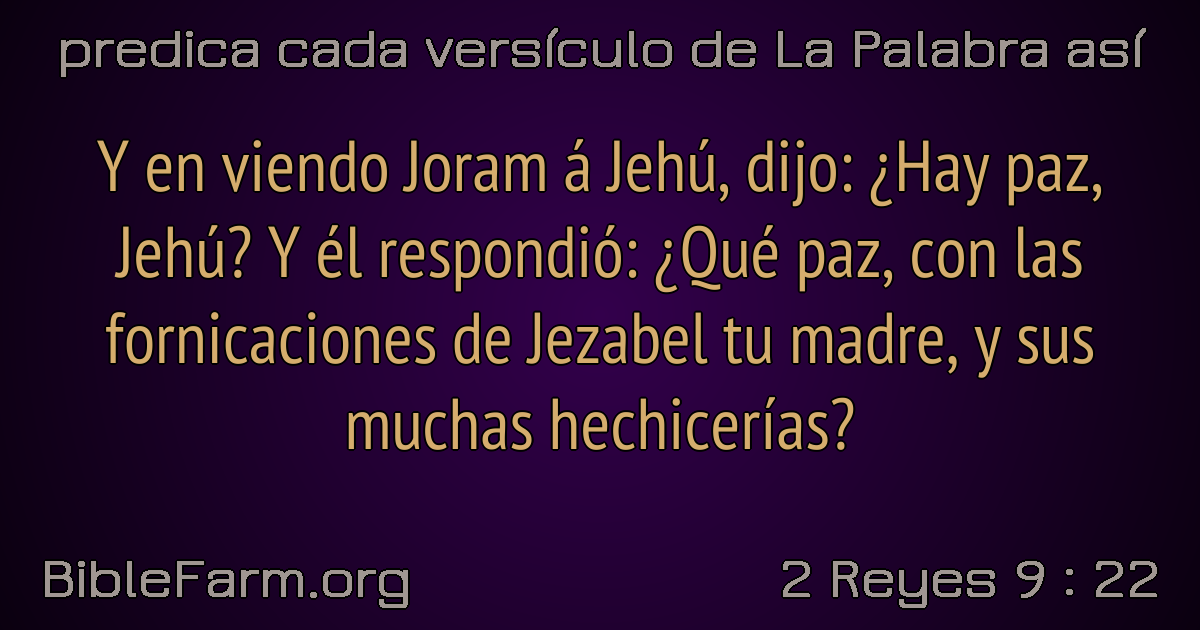 predica cada versículo de La Palabra así
Y en viendo Joram á Jehú, dijo: ¿Hay paz,
Jehú? Y él respondió: ¿Qué paz, con las
fornicaciones de Jezabel tu madre, y sus
muchas hechicerías?
BibleFarm.org
2 Reyes 9 : 22